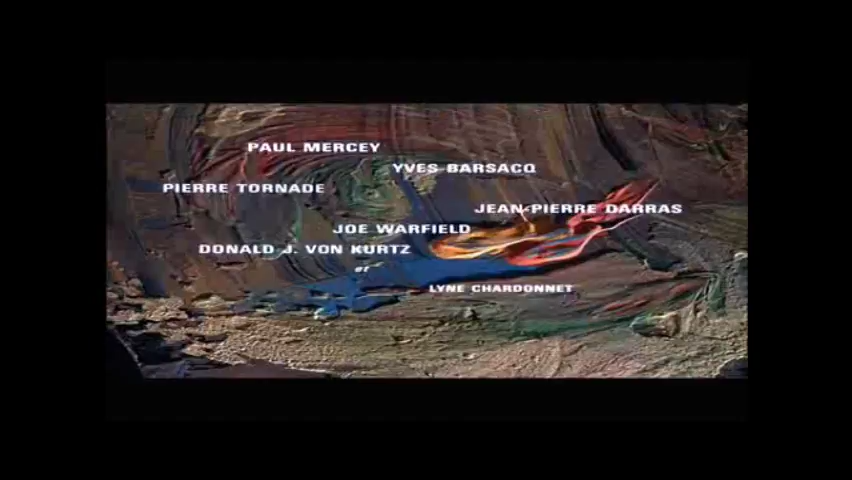 PAUL MERCEY
YVES BARSACQ
PIERRE TORNADE
JEAN-PIERRE DARRAS
JOE WARFIELD
DONALD J. VON KURTZ
et
LYNE CHARDONNET